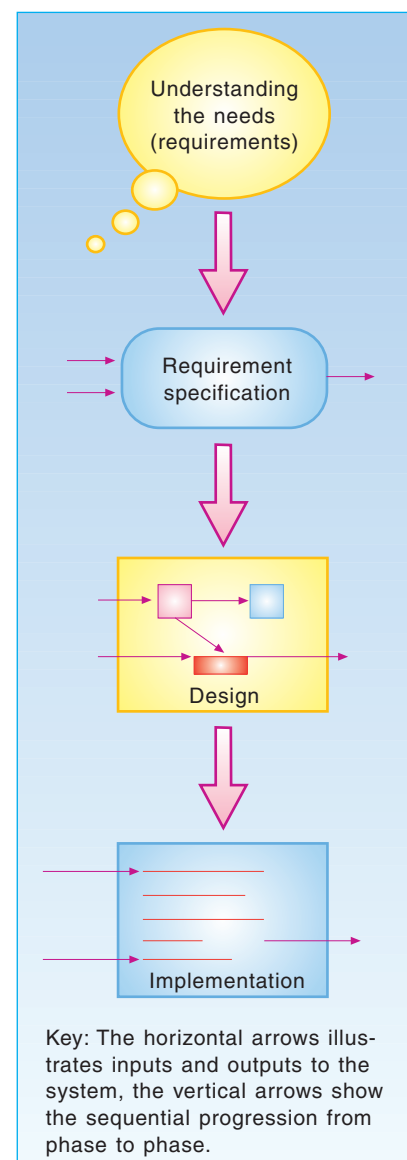 Understanding
the needs
(requirements)
Requirement
specification
Design
Implementation
Key: The horizontal arrows illus-
trates inputs and outputs to the
system, the vertical arrows show
the sequential progression from
phase to phase.